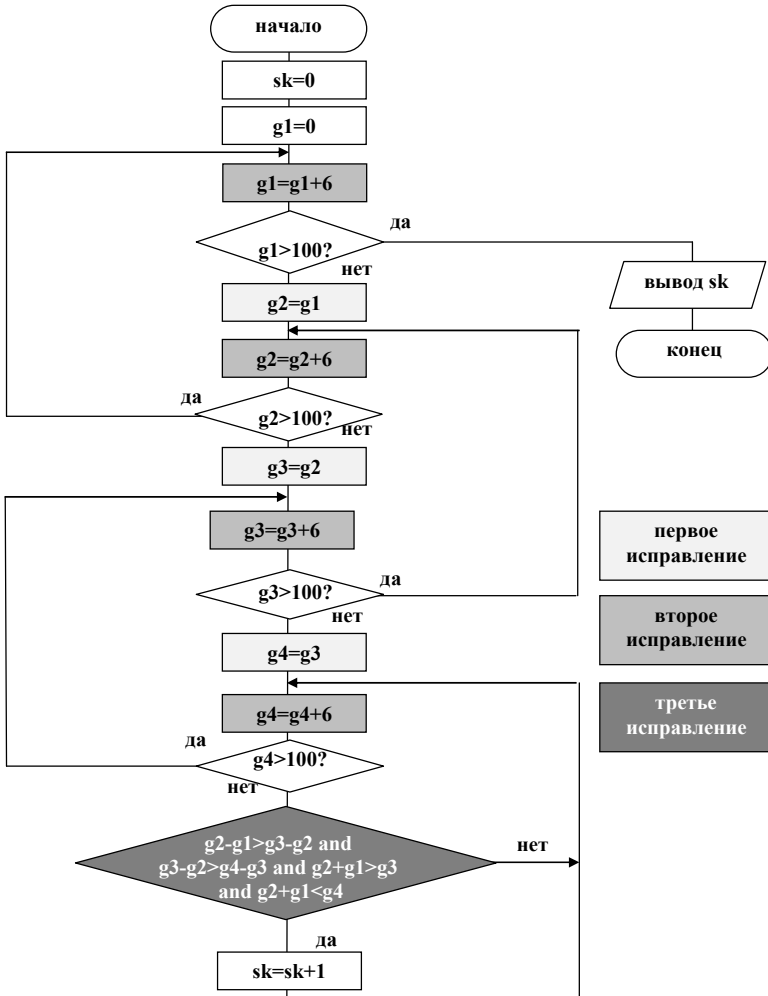 начало
sk=0
g1=0
g1=g1+6
да
g1>100?
нет
вывод sk
g2=g1
конец
g2=g2+6
да
g2>100?
нет
g3=g2
g3=g3+6
первое
исправление
да
g3>100?
нет
второе
исправление
g4=g3
g4=g4+6
третье
исправление
да
g4>100?
нет
g2-g1>g3-g2 and
g3-g2>g4-g3 and g2+g1>g3
and g2+g1<g4
нет
да
sk=sk+1